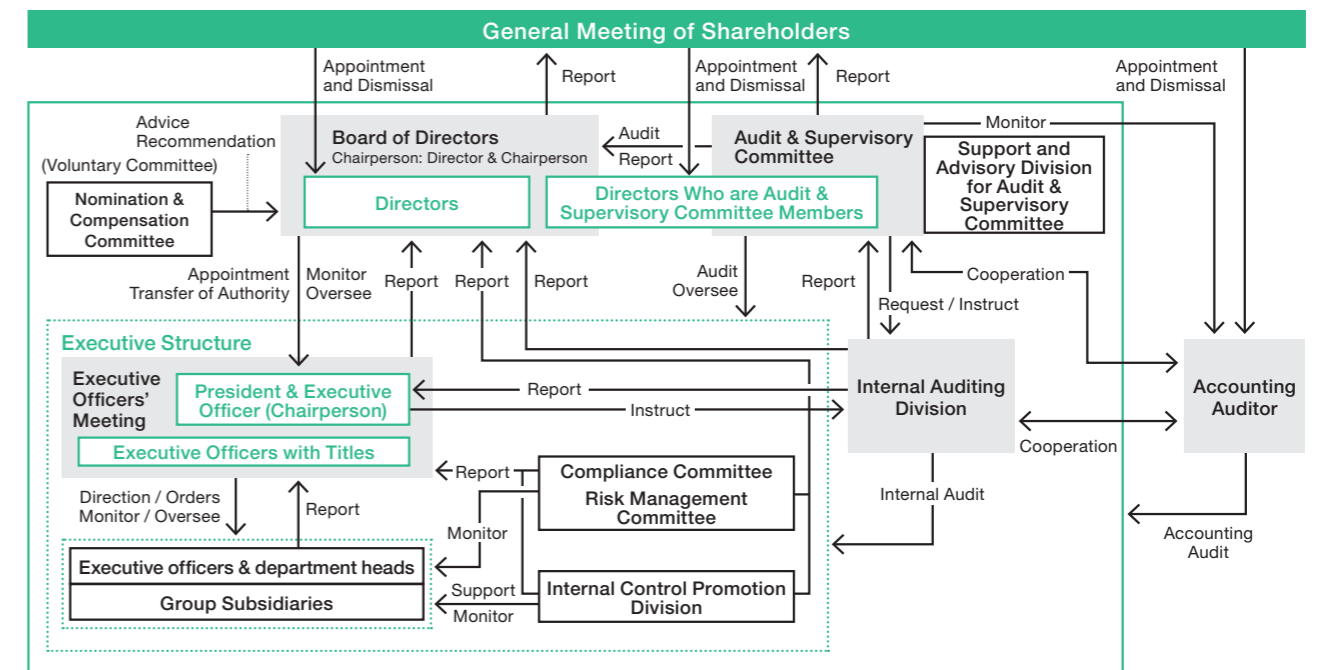 General Meeting of Shareholders
Appointment
and Dismissal
Report
Appointment
and Dismissal
Report
Appointment
and Dismissal
Advice
Recommendation
(Voluntary Committee)
Nomination &
Compensation
Committee
Board of Directors
Chairperson: Director & Chairperson
Directors
Audit
Report
Audit & Supervisory
Committee
Directors Who are Audit &
Supervisory Committee Members
Monitor
Support and
Advisory Division
for Audit &
Supervisory
Committee
Appointment
Transfer of Authority
Monitor
Oversee
Report
Report
Report
Audit
Oversee
Report
Request / Instruct
Cooperation
Executive Structure
Executive
Officers'
Meeting
President & Executive
Officer (Chairperson)
Executive Officers with Titles
Report
Instruct
Internal Auditing
Division
Accounting
Auditor
Cooperation
Direction / Orders
Monitor / Oversee
Report
Report
Compliance Committee
Risk Management
Committee
Monitor
Internal Audit
Accounting
Audit
Executive officers & department heads
Group Subsidiaries
Support
Monitor
Internal Control Promotion
Division